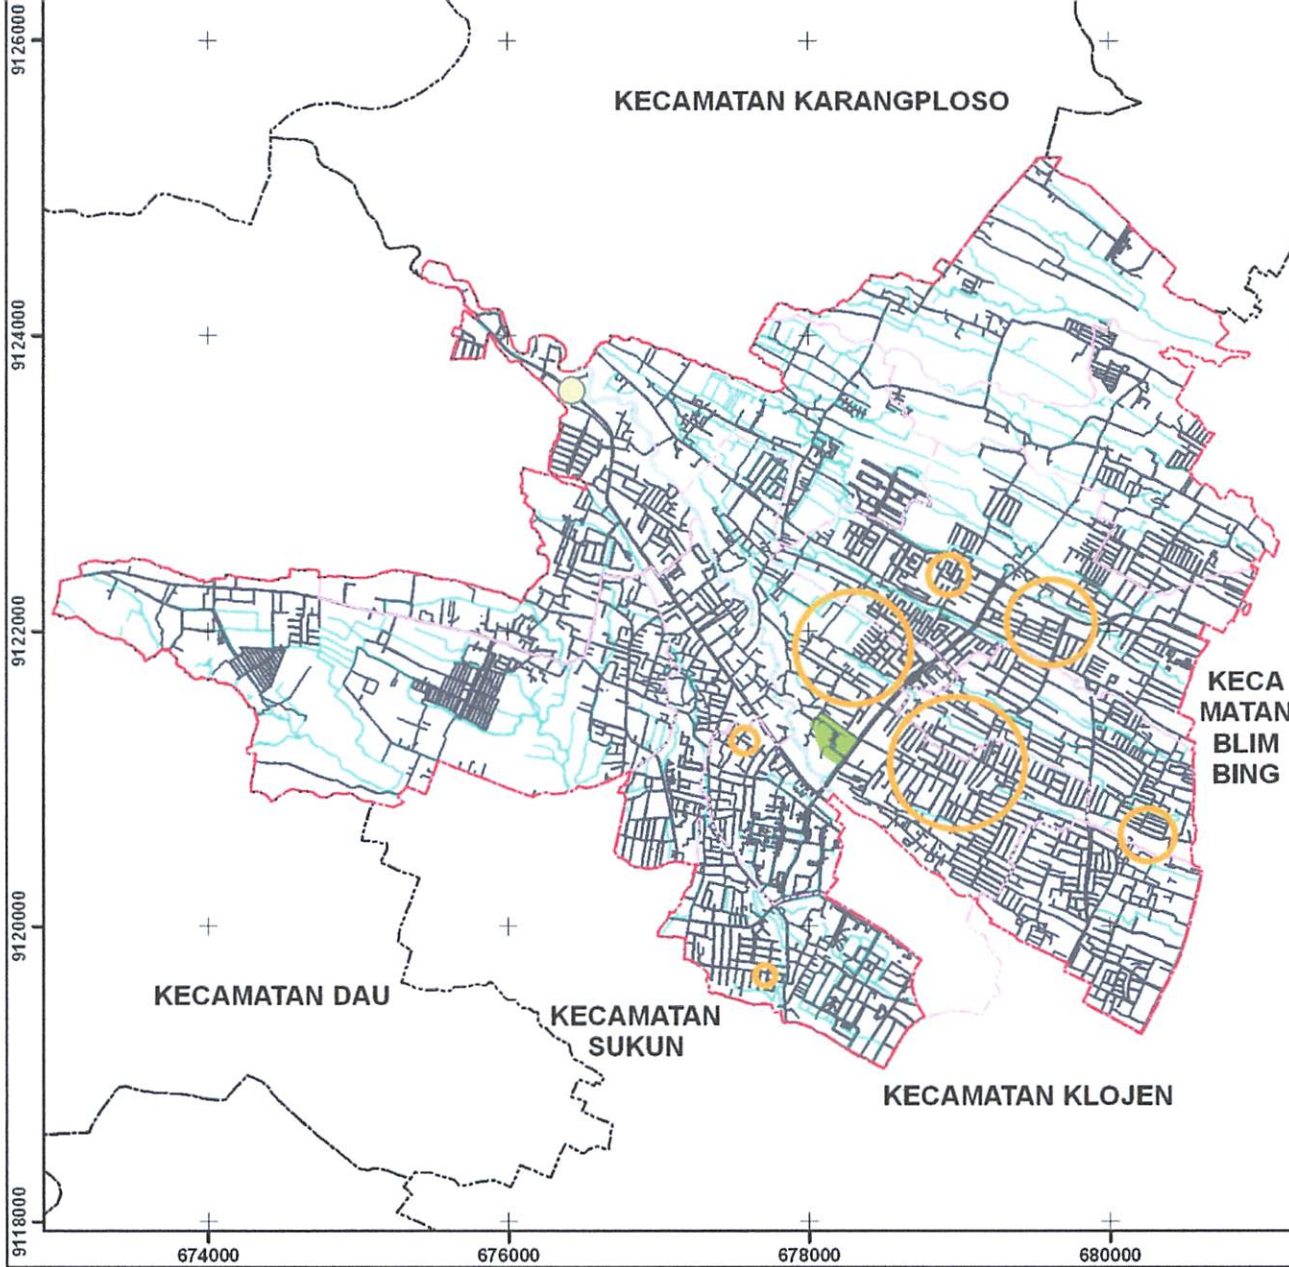 9126000
KECAMATAN KARANGPLOSO
9124000
9122000
KECA
MATAN
BLIM
BING
9120000
KECAMATAN DAU
KECAMATAN
SUKUN
KECAMATAN KLOJEN
9118000
674000
676000
678000
680000